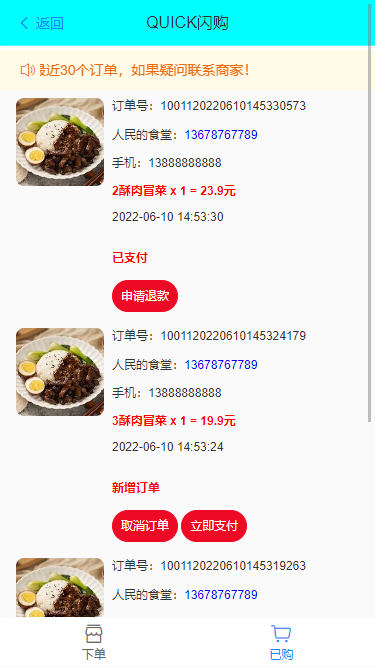 返回
QUICK闪购
最近30个订单，如果疑问联系商家！
订单号：1001120220610145330573
人民的食堂：13678767789
手机：13888888888
2酥肉冒菜 x 1 = 23.9元
2022-06-10 14:53:30
已支付
申请退款
订单号：1001120220610145324179
人民的食堂：13678767789
手机：13888888888
3酥肉冒菜 x 1 = 19.9元
2022-06-10 14:53:24
新增订单
取消订单 立即支付
订单号：1001120220610145319263
人民的食堂：13678767789
下单 已购